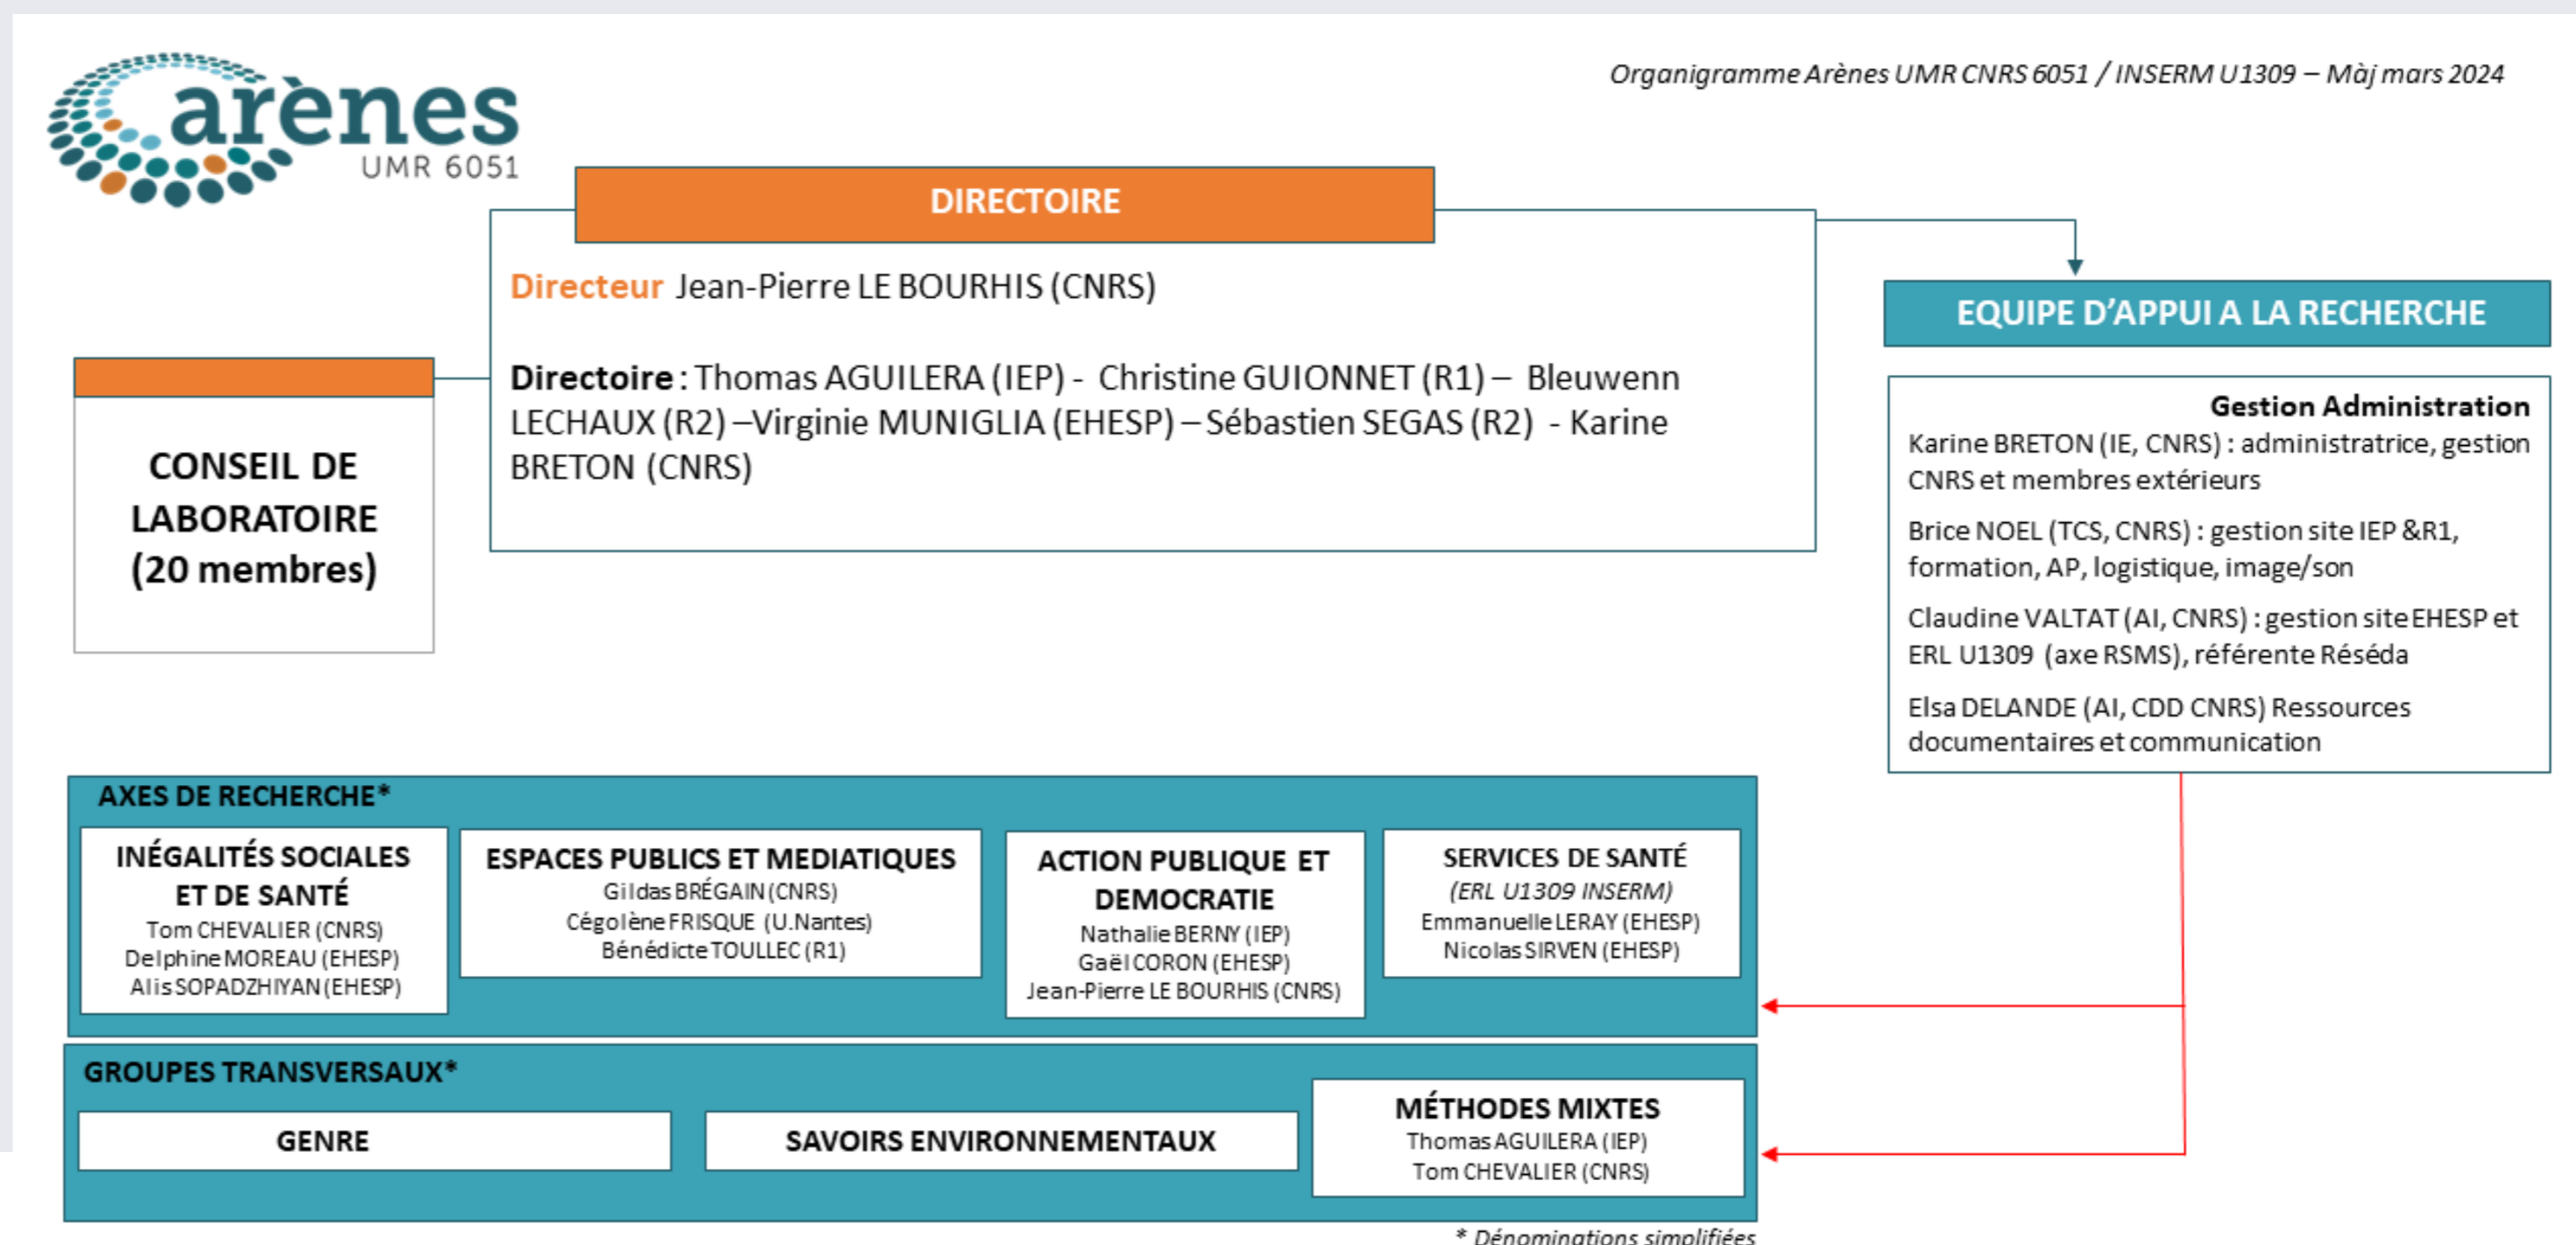 arènes
UMR 6051
Organigramme Arènes UMR CNRS 6051 / INSERM U1309 – Màj mars 2024
DIRECTOIRE
Directeur Jean-Pierre LE BOURHIS (CNRS)
Directoire : Thomas AGUILERA (IEP) - Christine GUIONNET (R1) – Bleuwenn
LECHAUX (R2) –Virginie MUNIGLIA (EHESP) – Sébastien SEGAS (R2) - Karine
BRETON (CNRS)
CONSEIL DE
LABORATOIRE
(20 membres)
EQUIPE D'APPUI A LA RECHERCHE
Gestion Administration
Karine BRETON (IE, CNRS) : administratrice, gestion
CNRS et membres extérieurs
Brice NOEL (TCS, CNRS) : gestion site IEP &R1,
formation, AP, logistique, image/son
Claudine VALTAT (AI, CNRS) : gestion site EHESP et
ERL U1309 (axe RSMS), référente Réséda
Elsa DELANDE (AI, CDD CNRS) Ressources
documentaires et communication
AXES DE RECHERCHE*
INÉGALITÉS SOCIALES
ET DE SANTÉ
Tom CHEVALIER (CNRS)
Delphine MOREAU (EHESP)
Alis SOPADZHIYAN (EHESP)
ESPACES PUBLICS ET MEDIATIQUES
Gildas BRÉGAIN (CNRS)
Cégolène FRISQUE (U.Nantes)
Bénédicte TOULLEC (R1)
ACTION PUBLIQUE ET
DEMOCRATIE
Nathalie BERNY (IEP)
Gaël CORON (EHESP)
Jean-Pierre LE BOURHIS (CNRS)
SERVICES DE SANTÉ
(ERL U1309 INSERM)
Emmanuelle LERAY (EHESP)
Nicolas SIRVEN (EHESP)
GROUPES TRANSVERSAUX*
GENRE
SAVOIRS ENVIRONNEMENTAUX
MÉTHODES MIXTES
Thomas AGUILERA (IEP)
Tom CHEVALIER (CNRS)
* Dénominations simplifiées